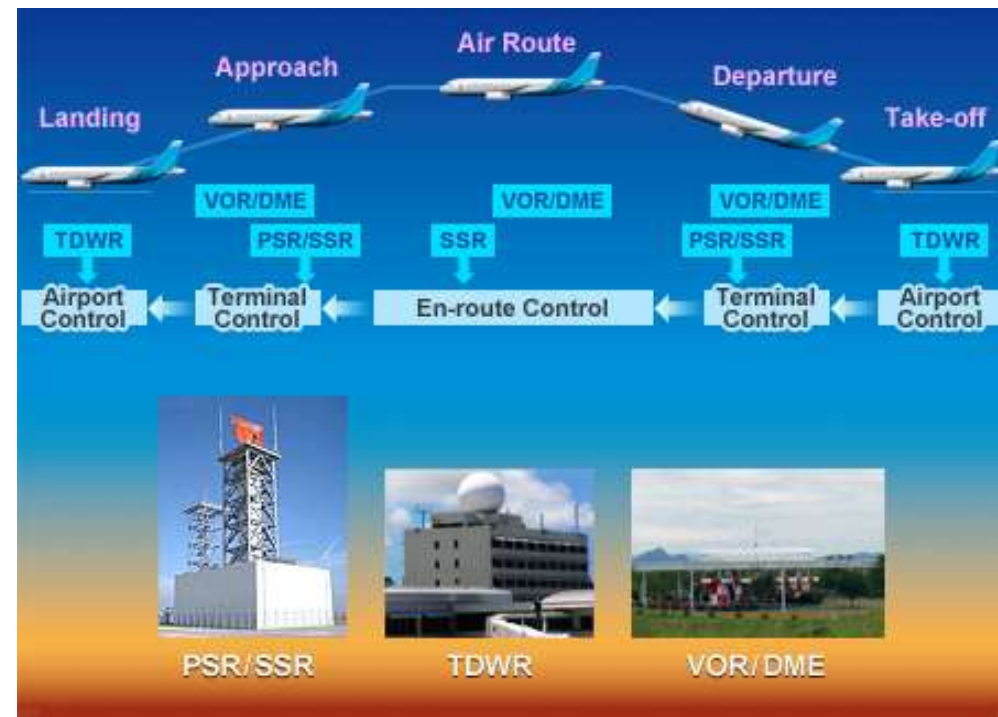 Air Route
Approach
Departure
Landing
Take-off
VOR/DME
VOR/DME
VOR/DME
TDWR
PSR/SSR
SSR
PSR/SSR
TDWR
Airport
Control
Terminal
Control
En-route Control
Terminal
Control
Airport
Control
PSR/SSR
TDWR
VOR/DME